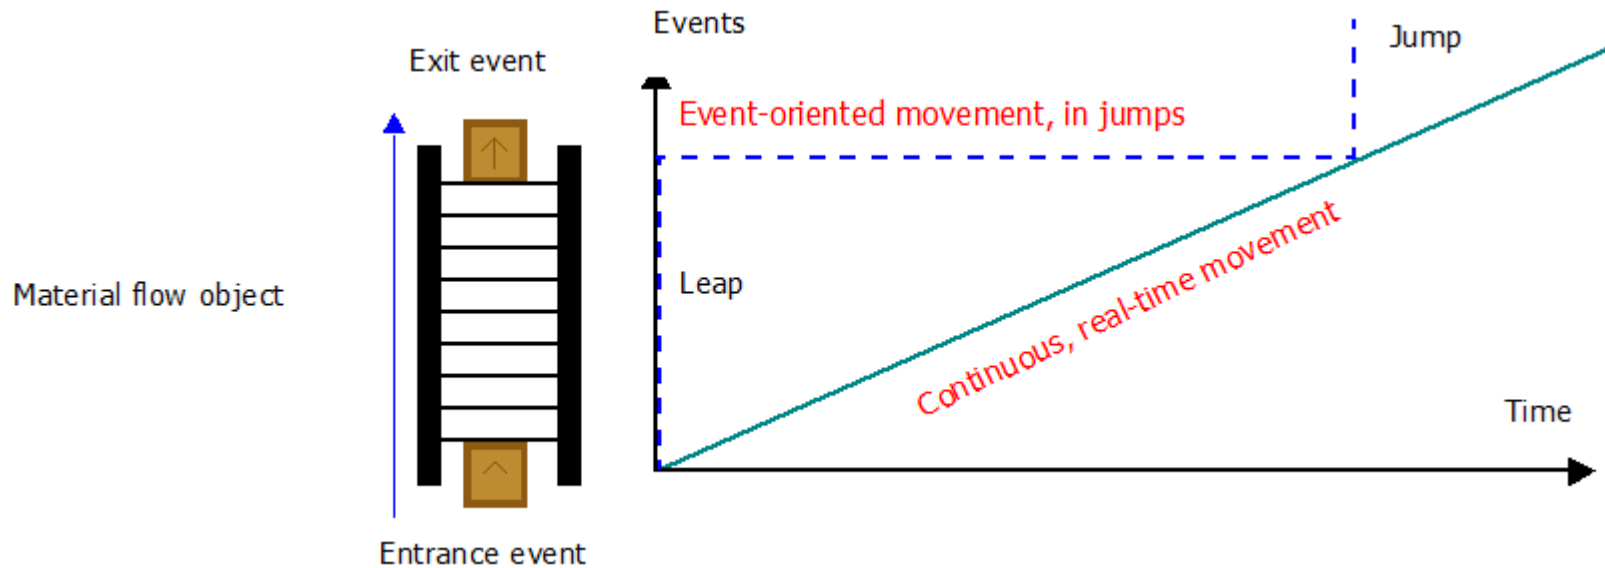 Events
Jump
Exit event
Event-oriented movement, in jumps
Leap
Material flow object
Continuous, real-time movement
Time
Entrance event